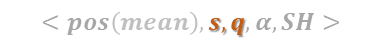 < pos(mean), s, q, α, SH >